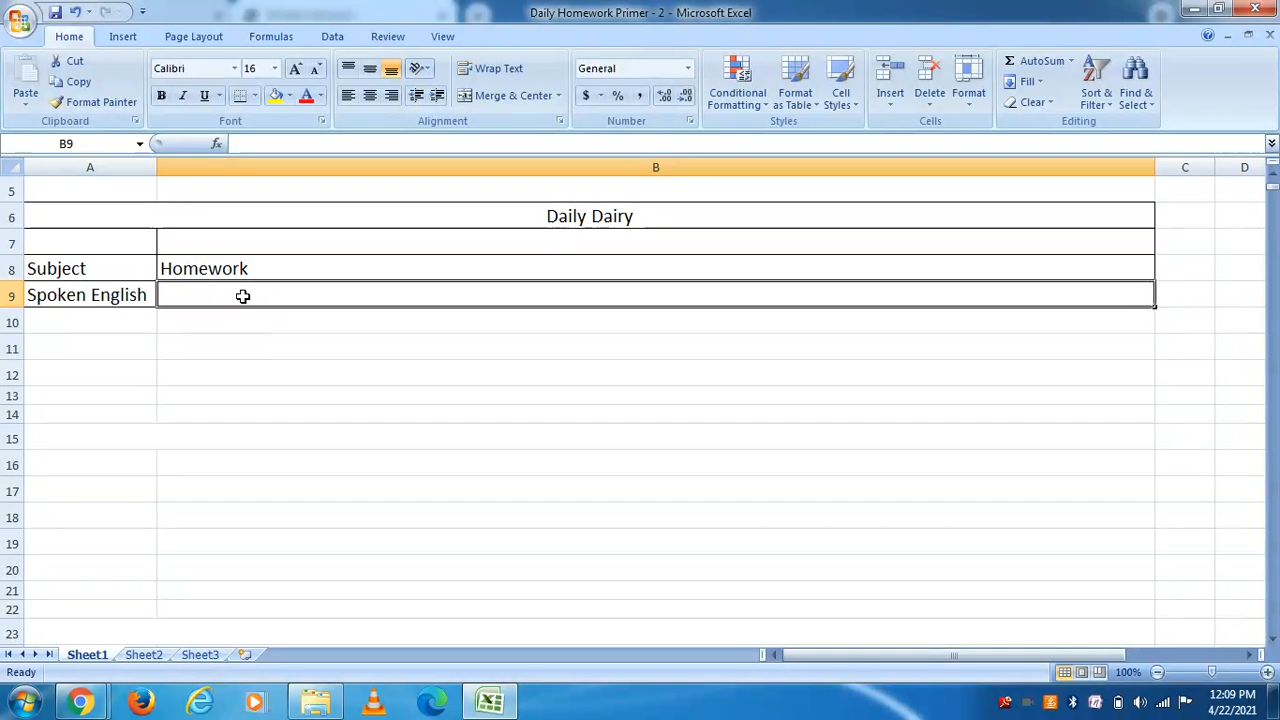 Daily Homework Primer - 2 - Microsoft Excel
Home Insert Page Layout Formulas Data Review View
Paste
Cut
Copy
Format Painter
Clipboard
Calibri 16
B I U
Font
Wrap Text
Merge & Center
Alignment
General
$ % ,
Number
Conditional Formatting
Format as Table
Cell Styles
Styles
Insert Delete Format
Cells
Σ AutoSum
Fill
Clear
Sort & Filter
Find & Select
Editing
B9 fx
A B C D
5
6 Daily Dairy
7
8 Subject Homework
9 Spoken English
10
11
12
13
14
15
16
17
18
19
20
21
22
23
Sheet1 Sheet2 Sheet3
Ready 100%
12:09 PM
4/22/2021